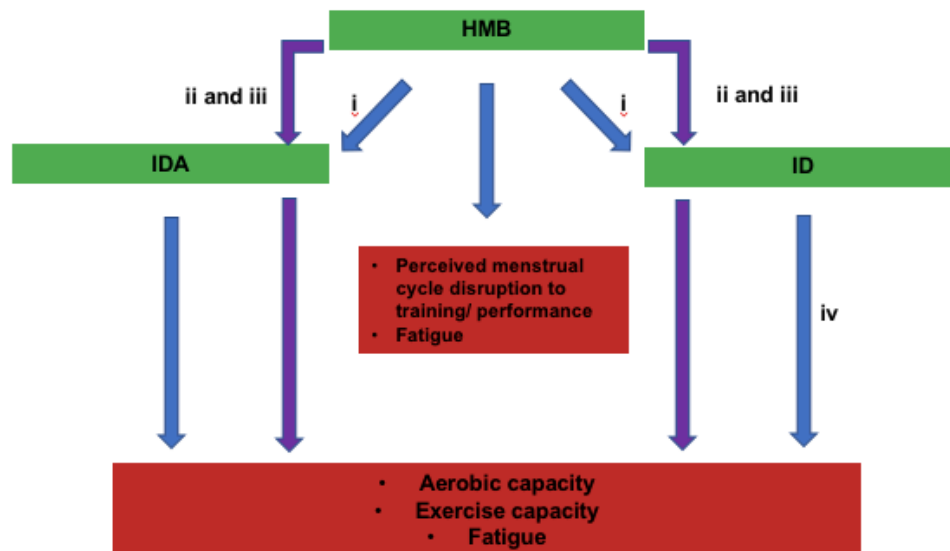 HMB
ii and iii
i
i
ii and iii
IDA
ID
• Perceived menstrual
cycle disruption to
training/ performance
• Fatigue
iv
• Aerobic capacity
• Exercise capacity
• Fatigue